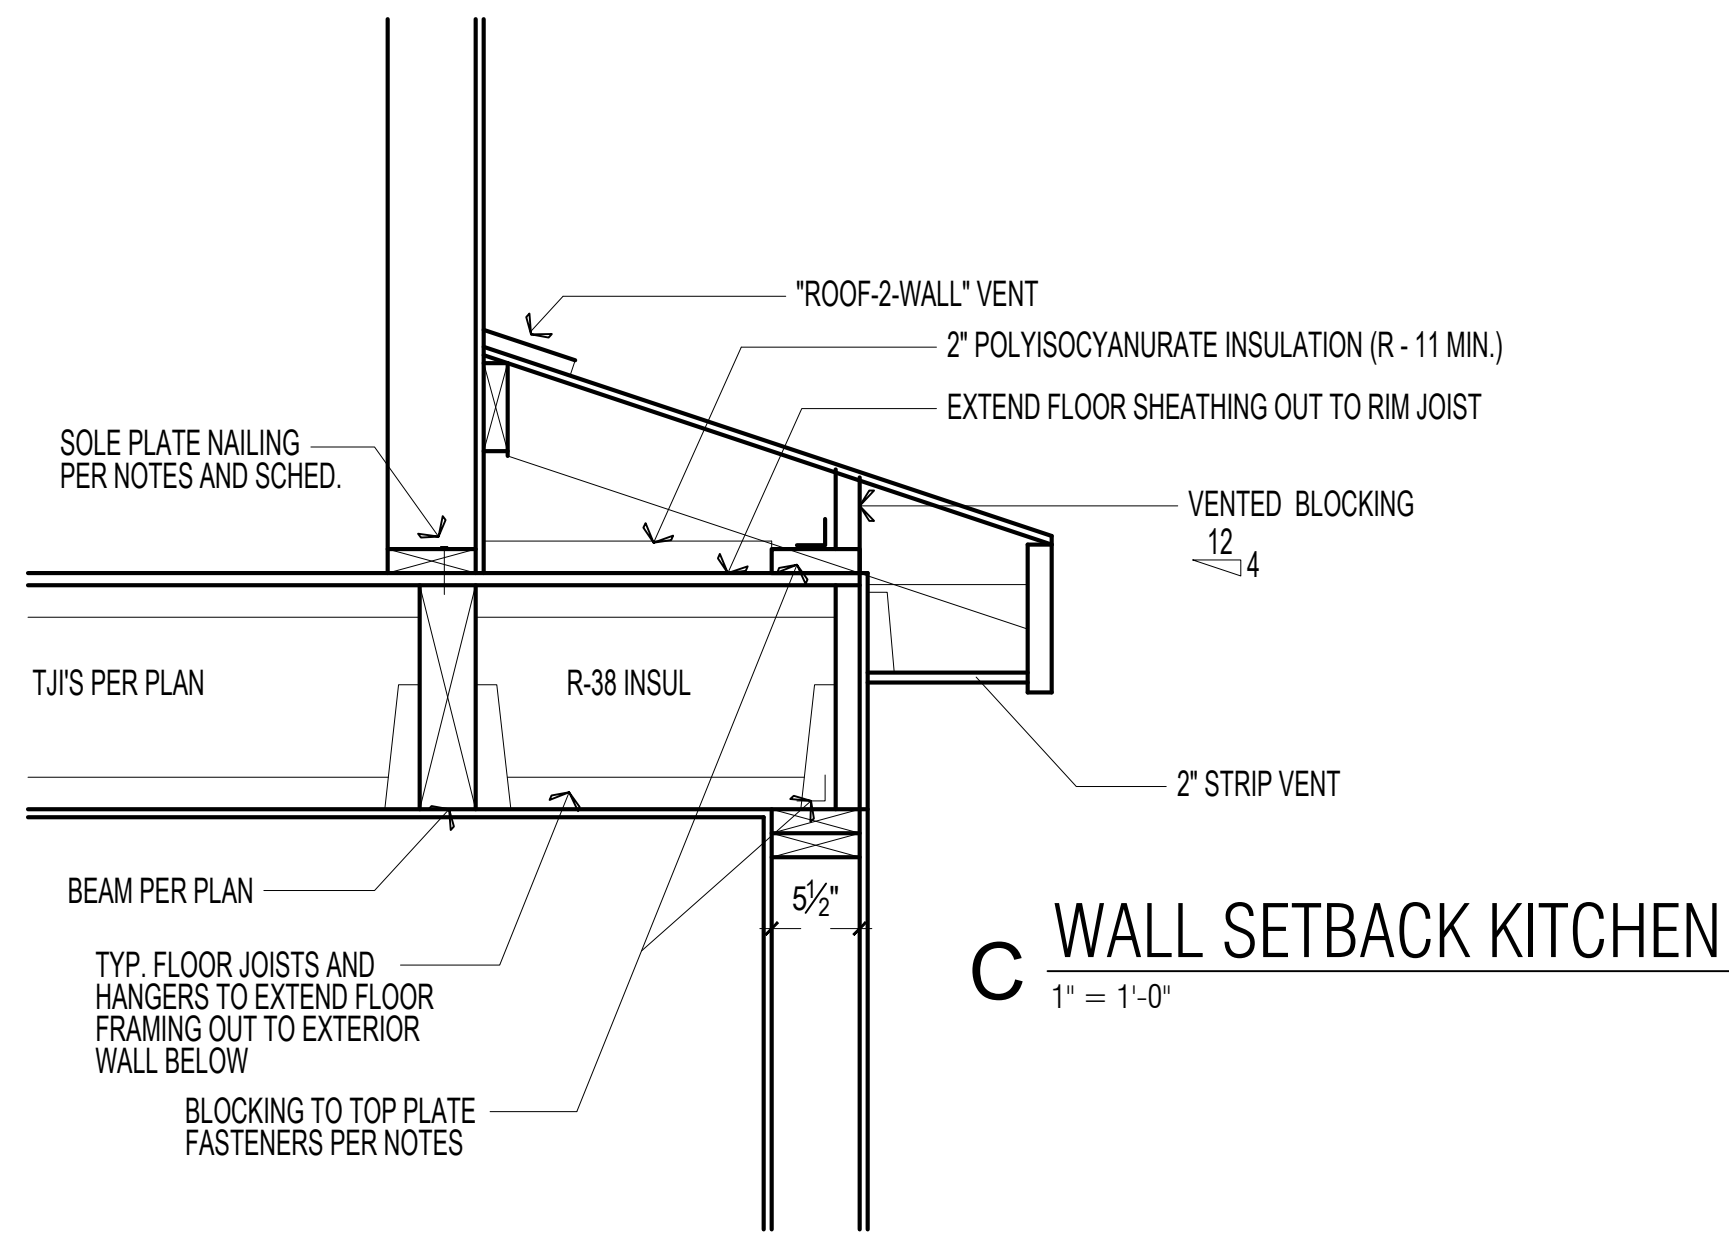 "ROOF-2-WALL" VENT
2" POLYISOCYANURATE INSULATION (R - 11 MIN.)
EXTEND FLOOR SHEATHING OUT TO RIM JOIST
SOLE PLATE NAILING
PER NOTES AND SCHED.
VENTED BLOCKING
12
4
TJI'S PER PLAN
R-38 INSUL
2" STRIP VENT
BEAM PER PLAN
5½"
TYP. FLOOR JOISTS AND
HANGERS TO EXTEND FLOOR
FRAMING OUT TO EXTERIOR
WALL BELOW
BLOCKING TO TOP PLATE
FASTENERS PER NOTES
C WALL SETBACK KITCHEN
1" = 1'-0"